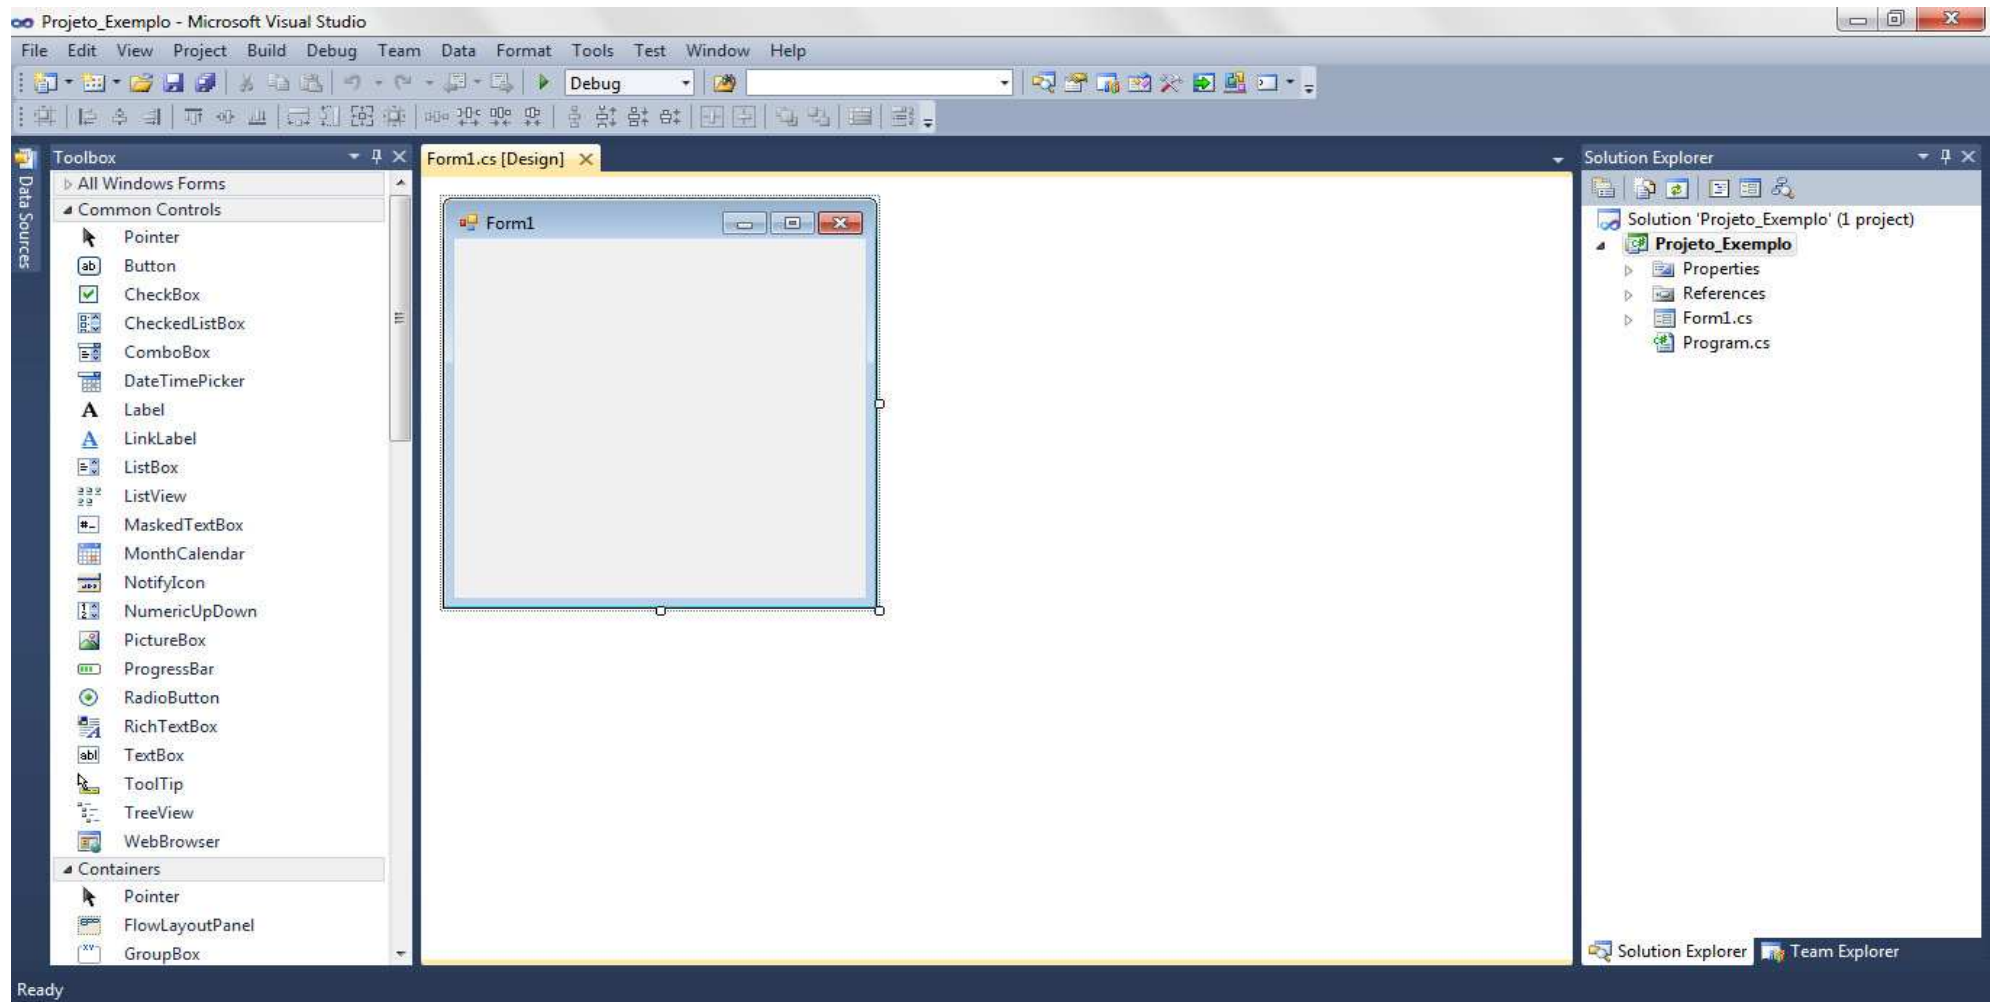 Projeto_Exemplo - Microsoft Visual Studio
File Edit View Project Build Debug Team Data Format Tools Test Window Help
Debug
Data Sources
Toolbox
All Windows Forms
Common Controls
Pointer
Button
CheckBox
CheckedListBox
ComboBox
DateTimePicker
Label
LinkLabel
ListBox
ListView
MaskedTextBox
MonthCalendar
NotifyIcon
NumericUpDown
PictureBox
ProgressBar
RadioButton
RichTextBox
TextBox
ToolTip
TreeView
WebBrowser
Containers
Pointer
FlowLayoutPanel
GroupBox
Form1.cs [Design]
Form1
Solution Explorer
Solution 'Projeto_Exemplo' (1 project)
Projeto_Exemplo
Properties
References
Form1.cs
Program.cs
Solution Explorer Team Explorer
Ready